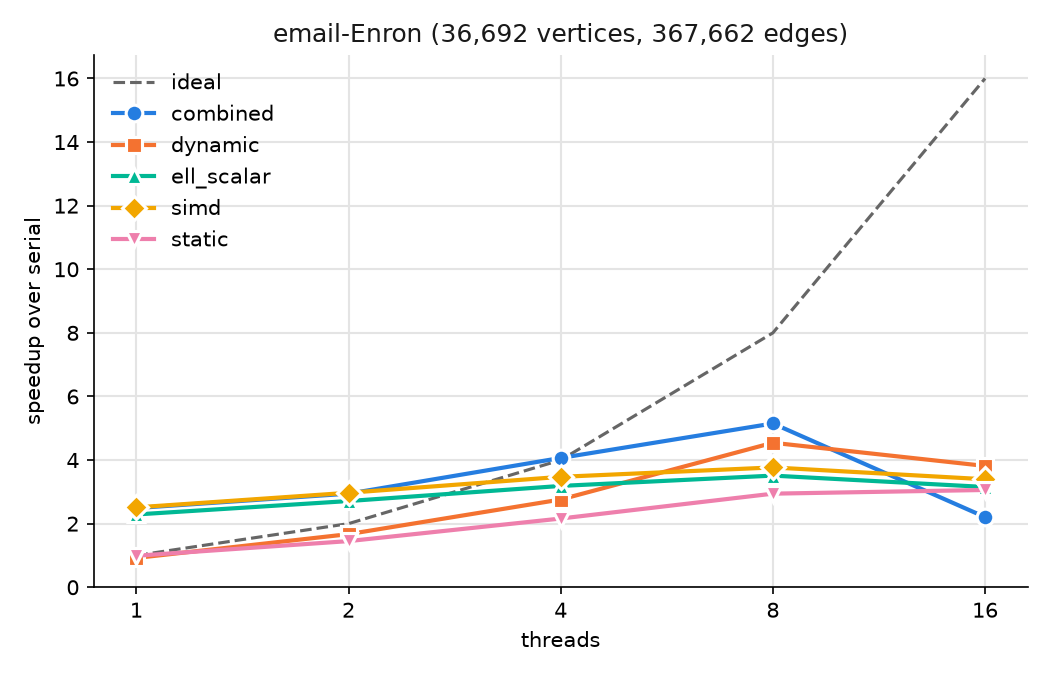 email-Enron (36,692 vertices, 367,662 edges)
speedup over serial
16
14
12
10
8
6
4
2
0
ideal
combined
dynamic
ell_scalar
simd
static
1 2 4 8 16
threads